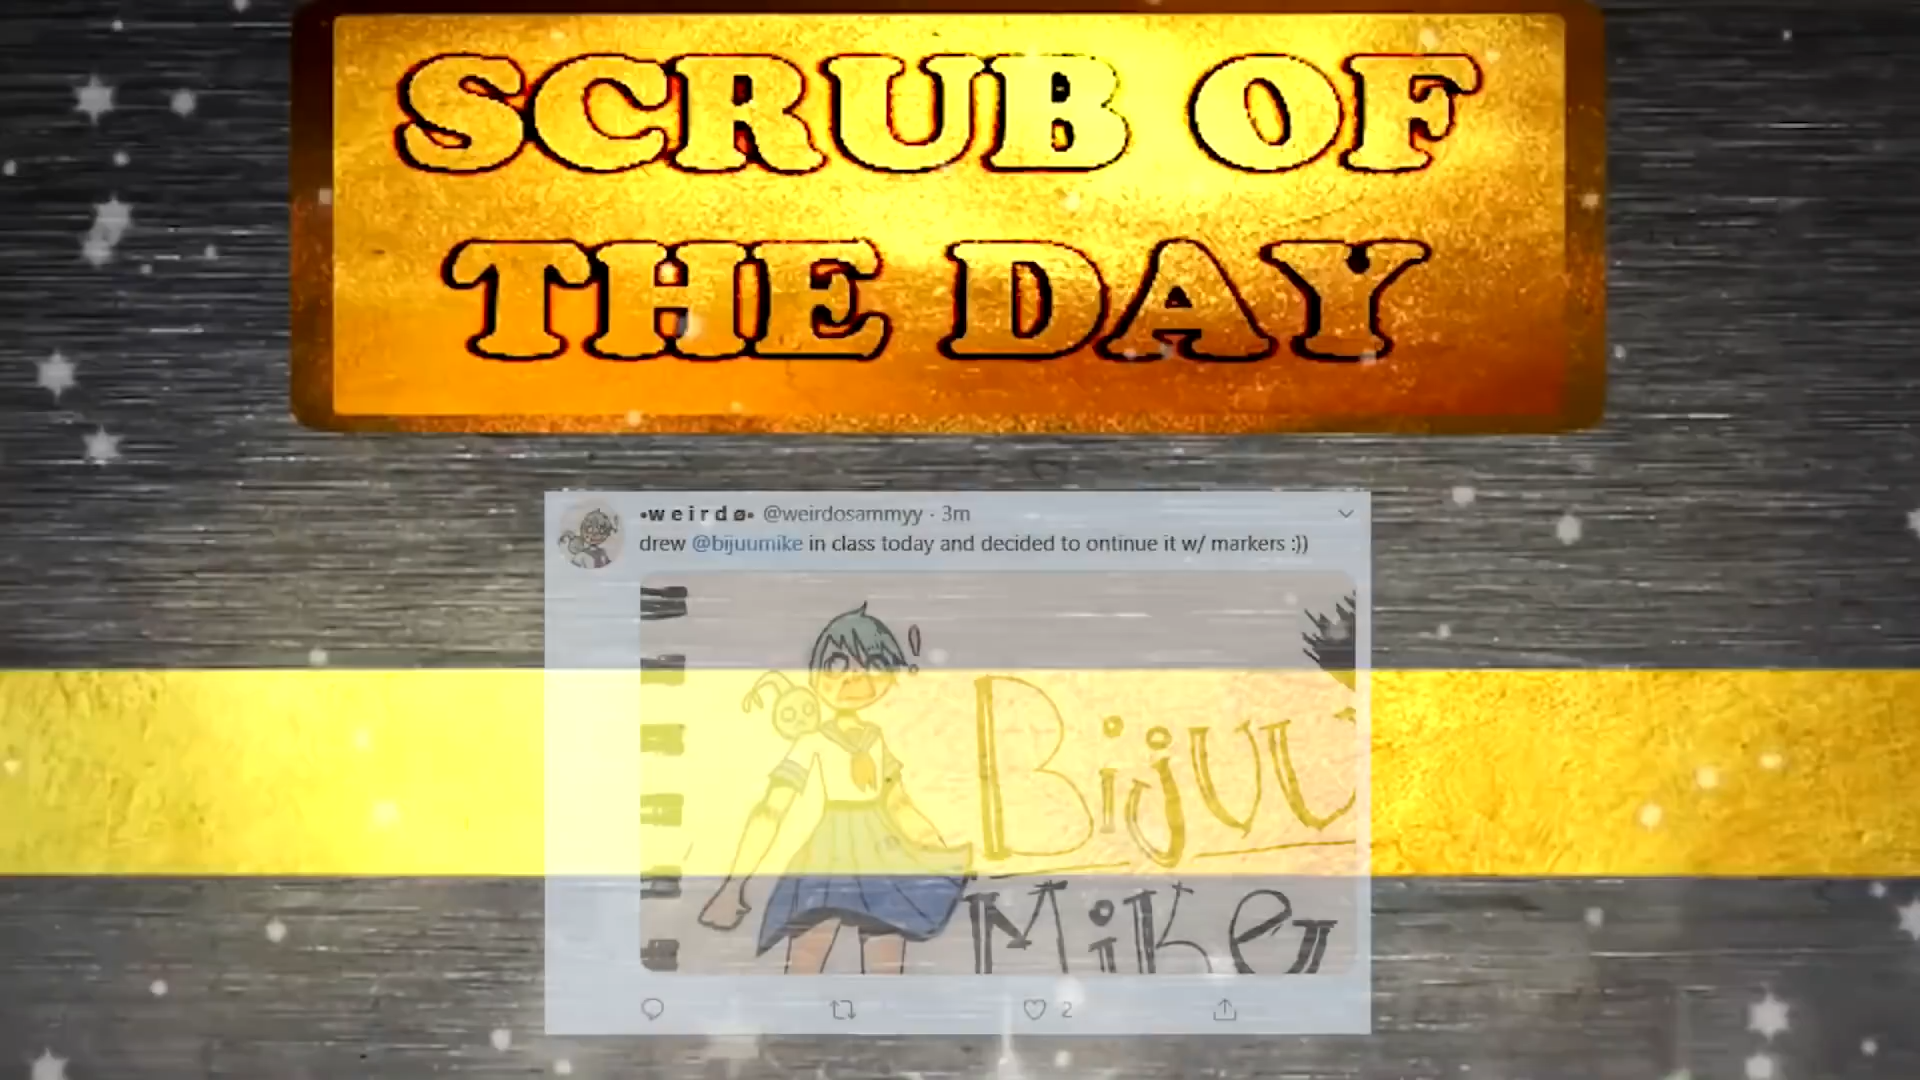 SCRUB OF
THE DAY
•w e i r d ø• @weirdosammyy · 3m
drew @bijuumike in class today and decided to ontinue it w/ markers :))
!
Bijuu
Mike
2